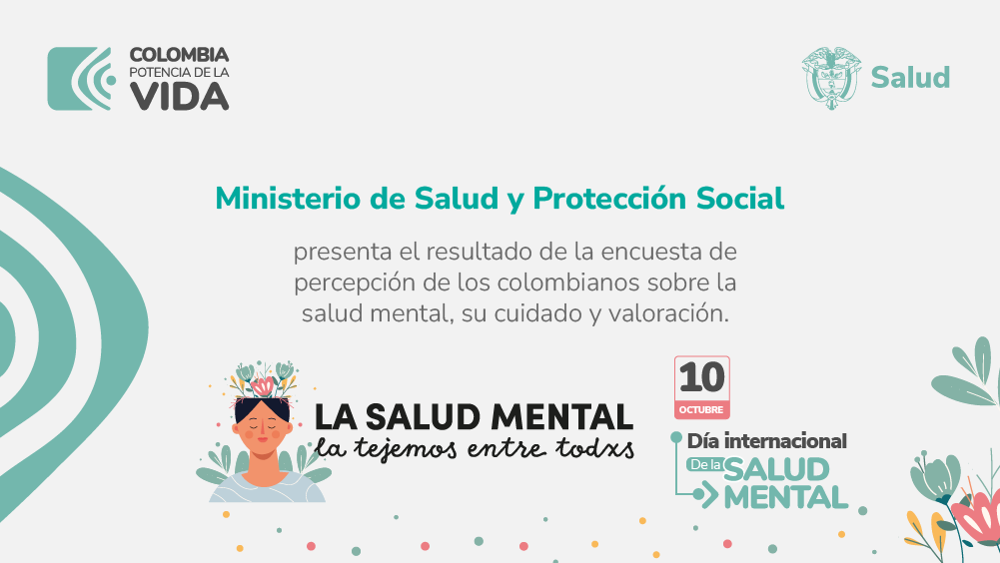 COLOMBIA
POTENCIA DE LA
VIDA
Salud
Ministerio de Salud y Protección Social
presenta el resultado de la encuesta de
percepción de los colombianos sobre la
salud mental, su cuidado y valoración.
LA SALUD MENTAL
la tejemos entre todxs
10
OCTUBRE
Día internacional
De la SALUD
MENTAL